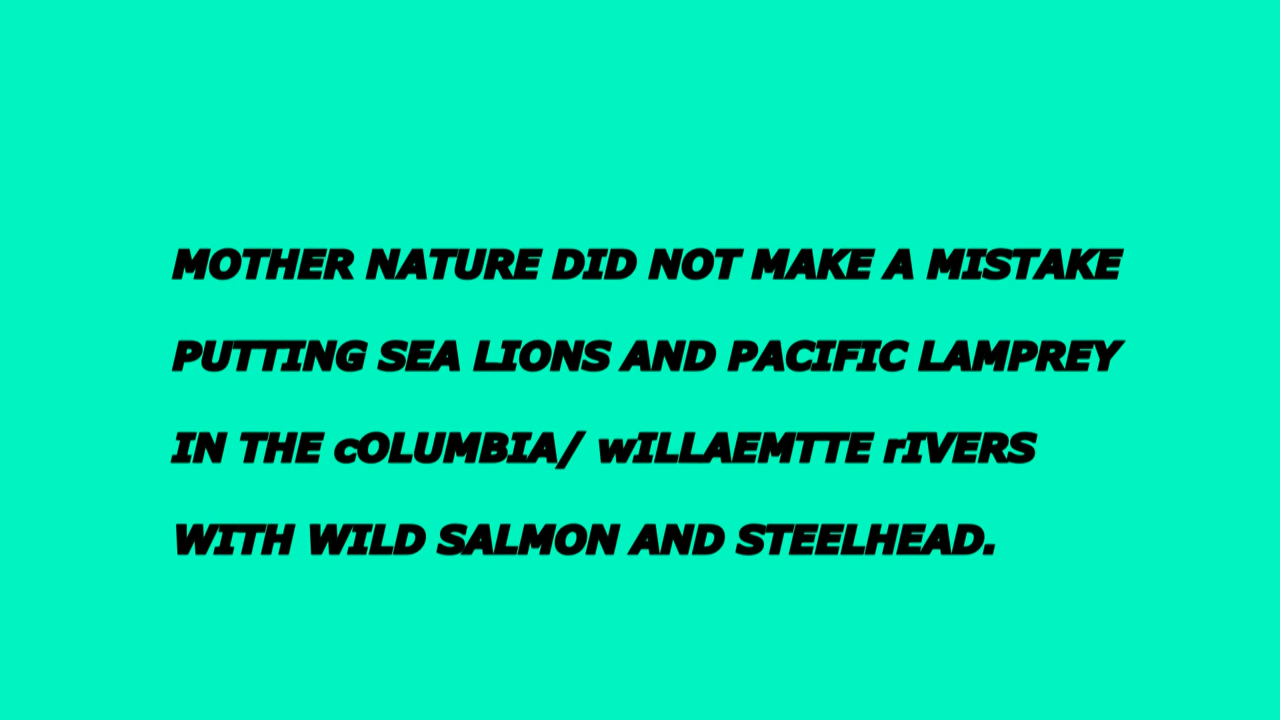 MOTHER NATURE DID NOT MAKE A MISTAKE
PUTTING SEA LIONS AND PACIFIC LAMPREY
IN THE cOLUMBIA/ wILLAEMTTE rIVERS
WITH WILD SALMON AND STEELHEAD.